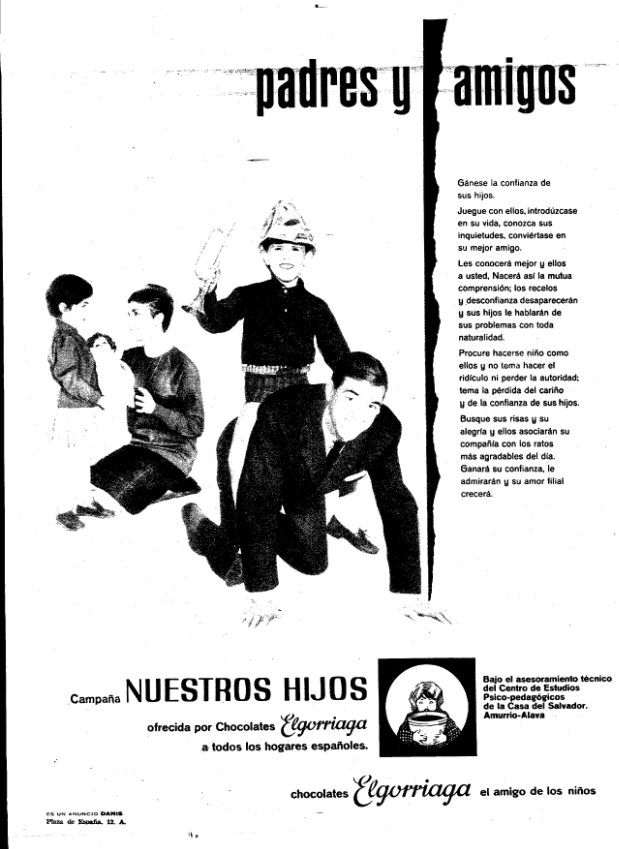 padres y amigos
Gánese la confianza de
sus hijos.
Juegue con ellos, introdúzcase
en su vida, conozca sus
inquietudes, conviértase en
su mejor amigo.
Les conocerá mejor y ellos
a usted, Nacerá así la mutua
comprensión; los recelos
y desconfianza desaparecerán
y sus hijos le hablarán de
sus problemas con toda
naturalidad.
Procure hacerse niño como
ellos y no tema hacer el
ridículo ni perder la autoridad;
tema la pérdida del cariño
y de la confianza de sus hijos.
Busque sus risas y su
alegría y ellos asociarán su
compañía con los ratos
más agradables del día.
Ganará su confianza, le
admirarán y su amor filial
crecerá.
Campaña NUESTROS HIJOS
ofrecida por Chocolates Elgorriaga
a todos los hogares españoles.
Bajo el asesoramiento técnico
del Centro de Estudios
Psico-pedagógicos
de la Casa del Salvador.
Amurrio-Alava
chocolates Elgorriaga el amigo de los niños
ES UN ANUNCIO DANIS
Plaza de España, 12. A.